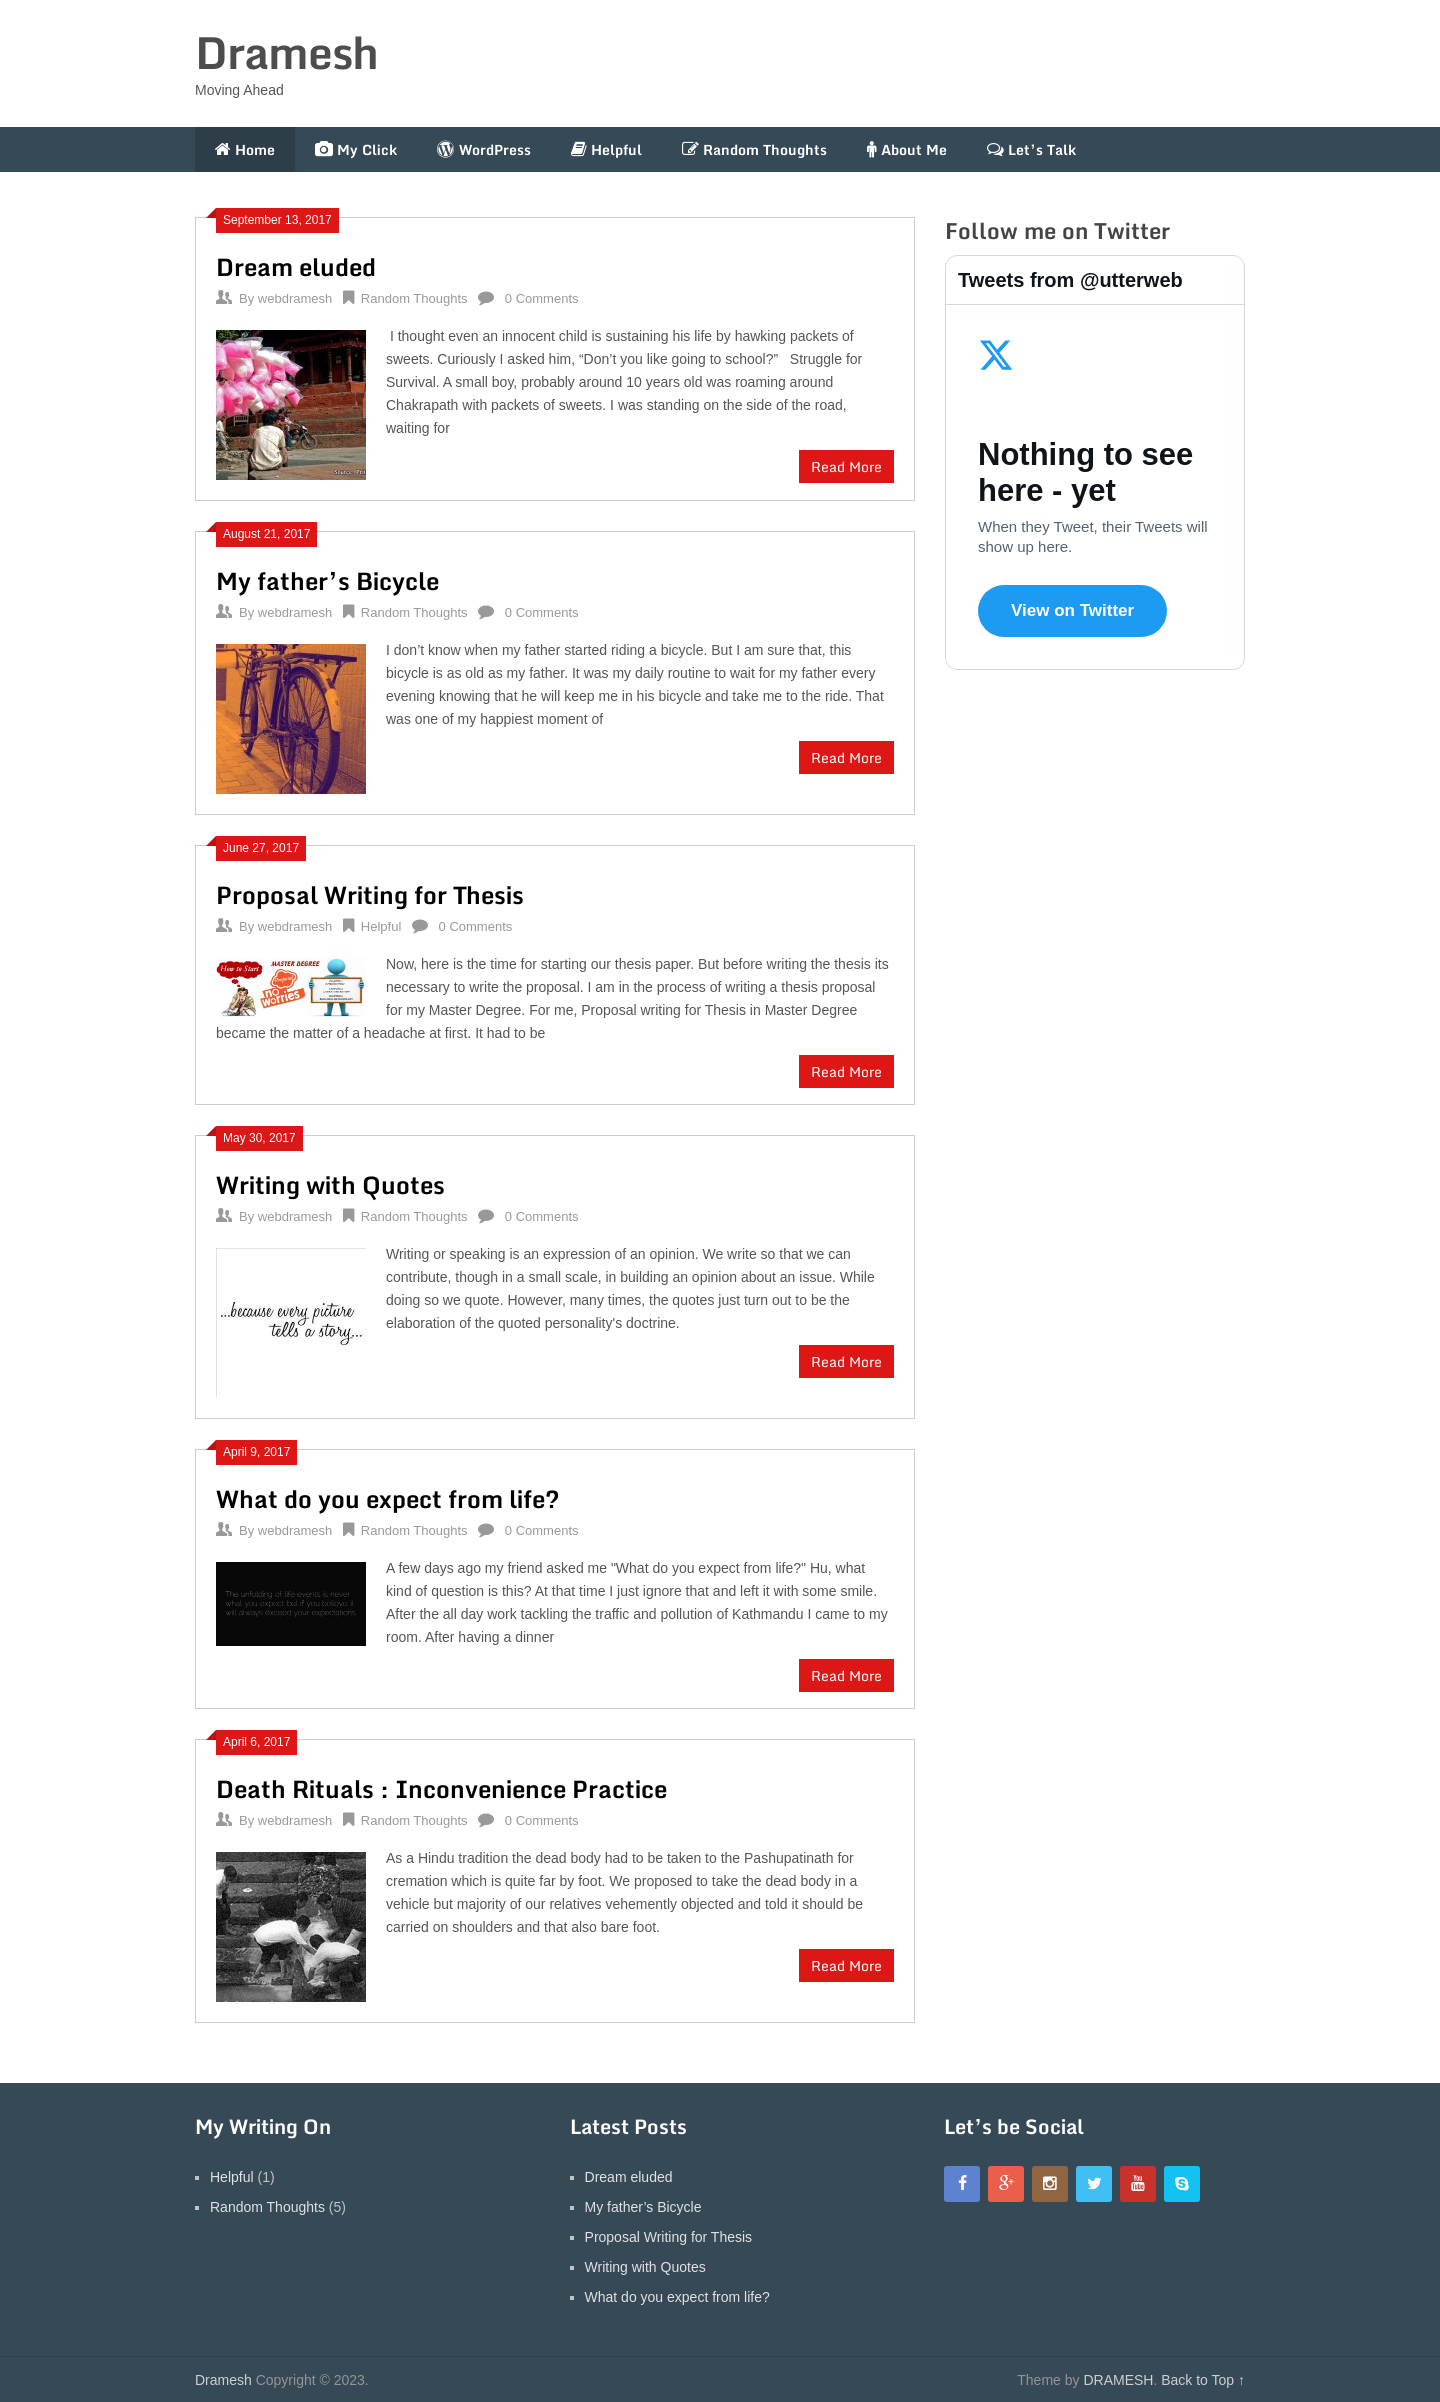 Dramesh
Moving Ahead
Home My Click WordPress Helpful Random Thoughts About Me Let’s Talk
September 13, 2017
Dream eluded
By webdramesh Random Thoughts 0 Comments
I thought even an innocent child is sustaining his life by hawking packets of
sweets. Curiously I asked him, “Don’t you like going to school?” Struggle for
Survival. A small boy, probably around 10 years old was roaming around
Chakrapath with packets of sweets. I was standing on the side of the road,
waiting for
Read More
August 21, 2017
My father’s Bicycle
By webdramesh Random Thoughts 0 Comments
I don’t know when my father started riding a bicycle. But I am sure that, this
bicycle is as old as my father. It was my daily routine to wait for my father every
evening knowing that he will keep me in his bicycle and take me to the ride. That
was one of my happiest moment of
Read More
June 27, 2017
Proposal Writing for Thesis
By webdramesh Helpful 0 Comments
How to Start
MASTER DEGREE
NO WORRIES
Now, here is the time for starting our thesis paper. But before writing the thesis its
necessary to write the proposal. I am in the process of writing a thesis proposal
for my Master Degree. For me, Proposal writing for Thesis in Master Degree
became the matter of a headache at first. It had to be
Read More
May 30, 2017
Writing with Quotes
By webdramesh Random Thoughts 0 Comments
...because every picture
tells a story...
Writing or speaking is an expression of an opinion. We write so that we can
contribute, though in a small scale, in building an opinion about an issue. While
doing so we quote. However, many times, the quotes just turn out to be the
elaboration of the quoted personality's doctrine.
Read More
April 9, 2017
What do you expect from life?
By webdramesh Random Thoughts 0 Comments
The unfolding of life events is never
what you expect but if you believe it
will always exceed your expectations.
A few days ago my friend asked me "What do you expect from life?" Hu, what
kind of question is this? At that time I just ignore that and left it with some smile.
After the all day work tackling the traffic and pollution of Kathmandu I came to my
room. After having a dinner
Read More
April 6, 2017
Death Rituals : Inconvenience Practice
By webdramesh Random Thoughts 0 Comments
As a Hindu tradition the dead body had to be taken to the Pashupatinath for
cremation which is quite far by foot. We proposed to take the dead body in a
vehicle but majority of our relatives vehemently objected and told it should be
carried on shoulders and that also bare foot.
Read More
Follow me on Twitter
Tweets from @utterweb
Nothing to see
here - yet
When they Tweet, their Tweets will
show up here.
View on Twitter
My Writing On
Helpful (1)
Random Thoughts (5)
Latest Posts
Dream eluded
My father’s Bicycle
Proposal Writing for Thesis
Writing with Quotes
What do you expect from life?
Let’s be Social
Dramesh Copyright © 2023.
Theme by DRAMESH. Back to Top ↑